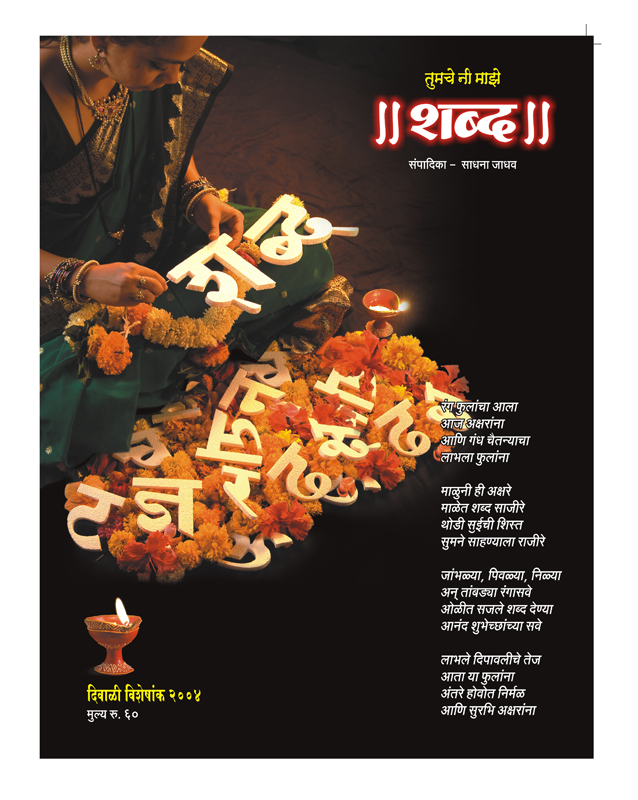 तुमचे नी माझे
|| शब्द ||
संपादिका – साधना जाधव
रंग फुलांचा आला
आज अक्षरांना
आणि गंध चैतन्याचा
लाभला फुलांना
माळुनी ही अक्षरे
माळेत शब्द साजीरे
थोडी सुईची शिस्त
सुमने साहण्याला राजीरे
जांभळ्या, पिवळ्या, निळ्या
अन् तांबड्या रंगासवे
ओळीत सजले शब्द देण्या
आनंद शुभेच्छांच्या सवे
लाभले दिपावलीचे तेज
आता या फुलांना
अंतरे होवोत निर्मळ
आणि सुरभि अक्षरांना
दिवाळी विशेषांक २००४
मुल्य रु. ६०